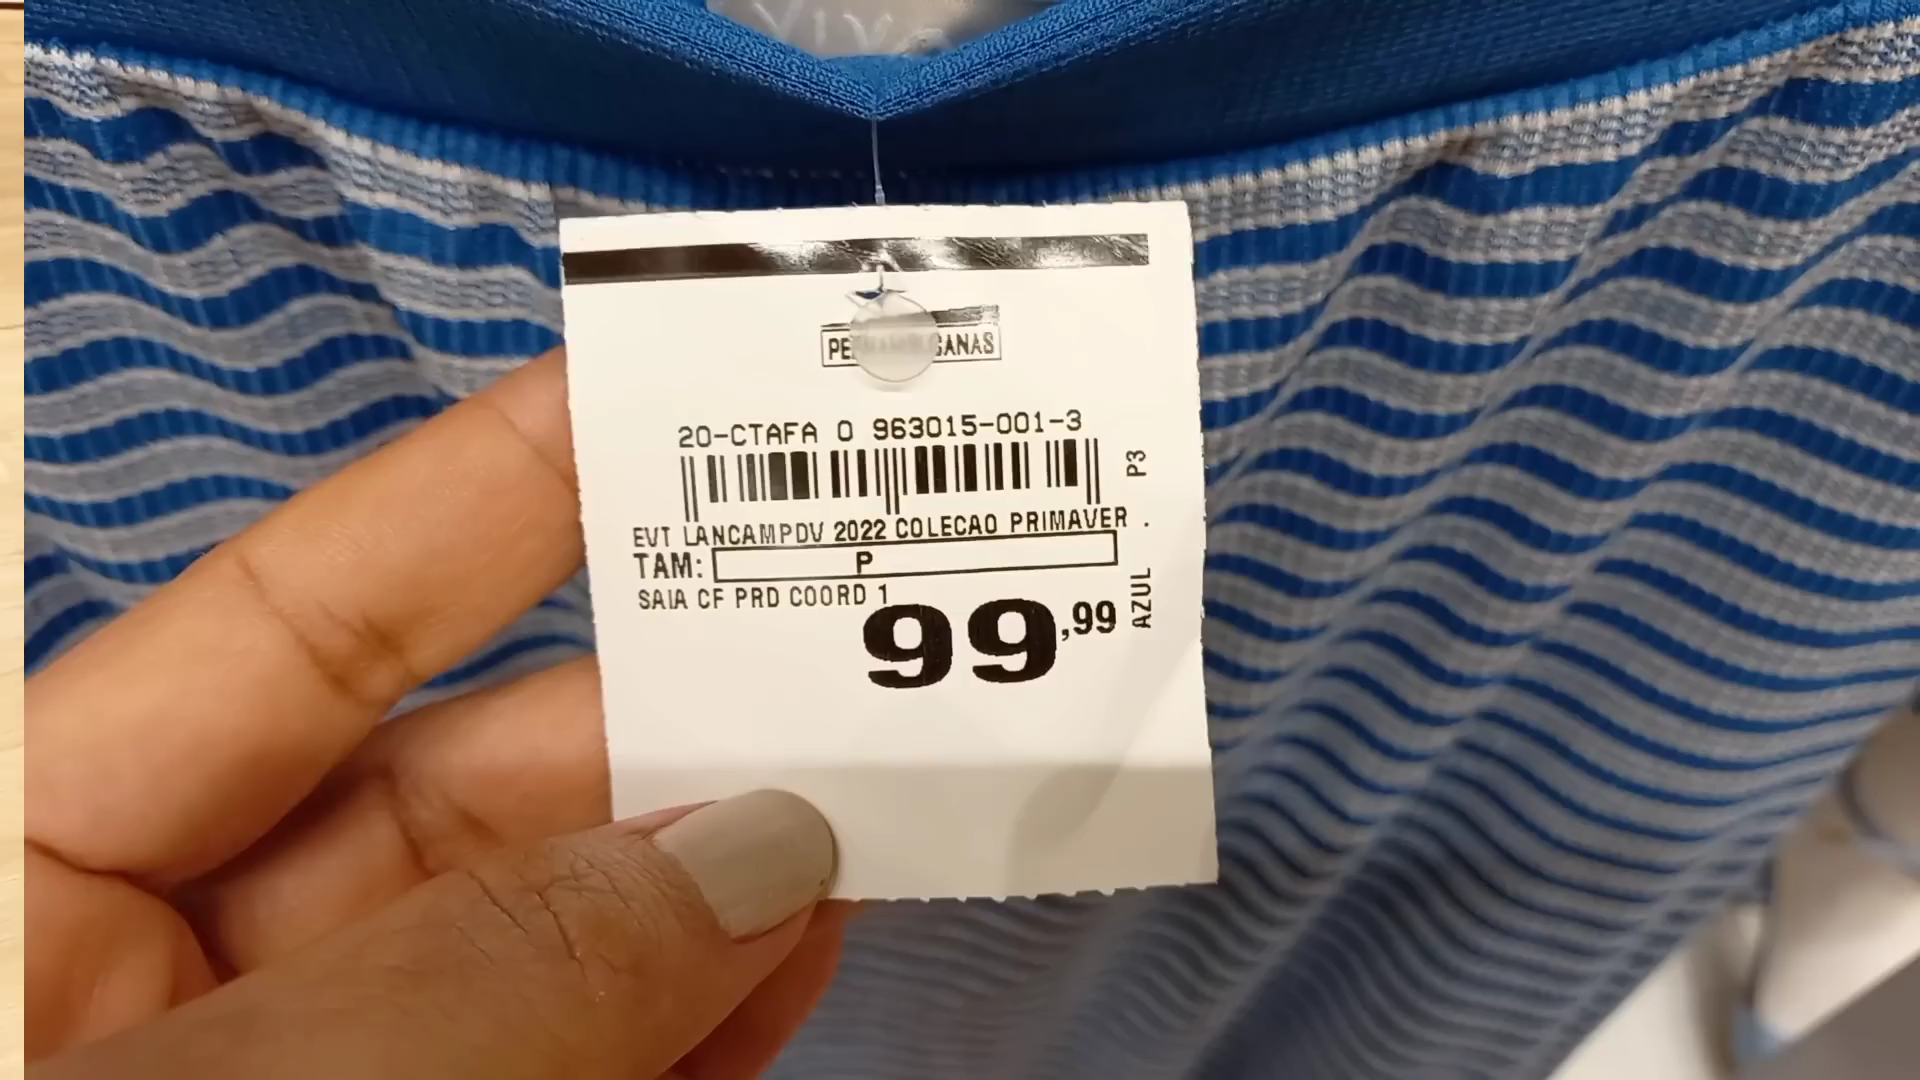 20-CTAFA 0 963015-001-3
P3
EVT LANCAMPDV 2022 COLECAO PRIMAVER .
TAM: P
SAIA CF PRD COORD 1
99,99
AZUL